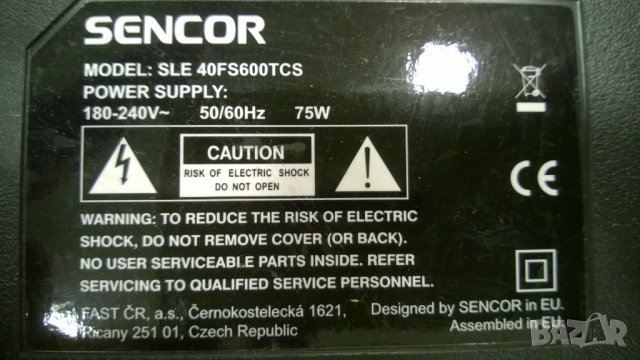 SENCOR
MODEL: SLE 40FS600TCS
POWER SUPPLY:
180-240V~ 50/60Hz 75W
CAUTION
RISK OF ELECTRIC SHOCK
DO NOT OPEN
WARNING: TO REDUCE THE RISK OF ELECTRIC
SHOCK, DO NOT REMOVE COVER (OR BACK).
NO USER SERVICEABLE PARTS INSIDE. REFER
SERVICING TO QUALIFIED SERVICE PERSONNEL.
FAST ČR, a.s., Černokostelecká 1621,
Ricany 251 01, Czech Republic
Designed by SENCOR in EU.
Assembled in EU.
CE
BAZAR